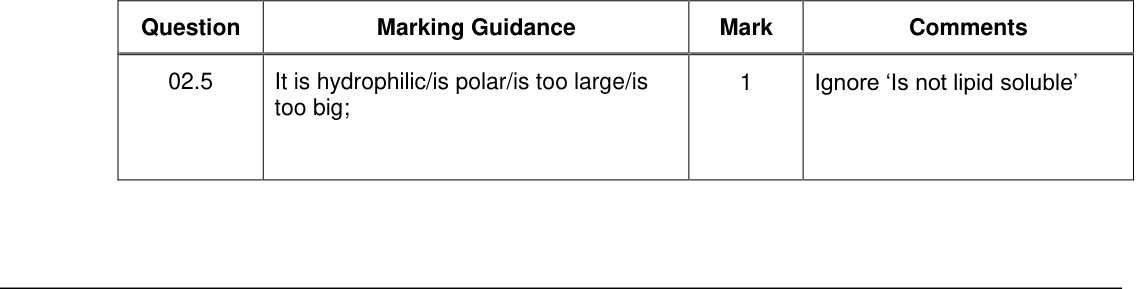 Question Marking Guidance Mark Comments
02.5 It is hydrophilic/is polar/is too large/is 1 Ignore ‘Is not lipid soluble’
too big;